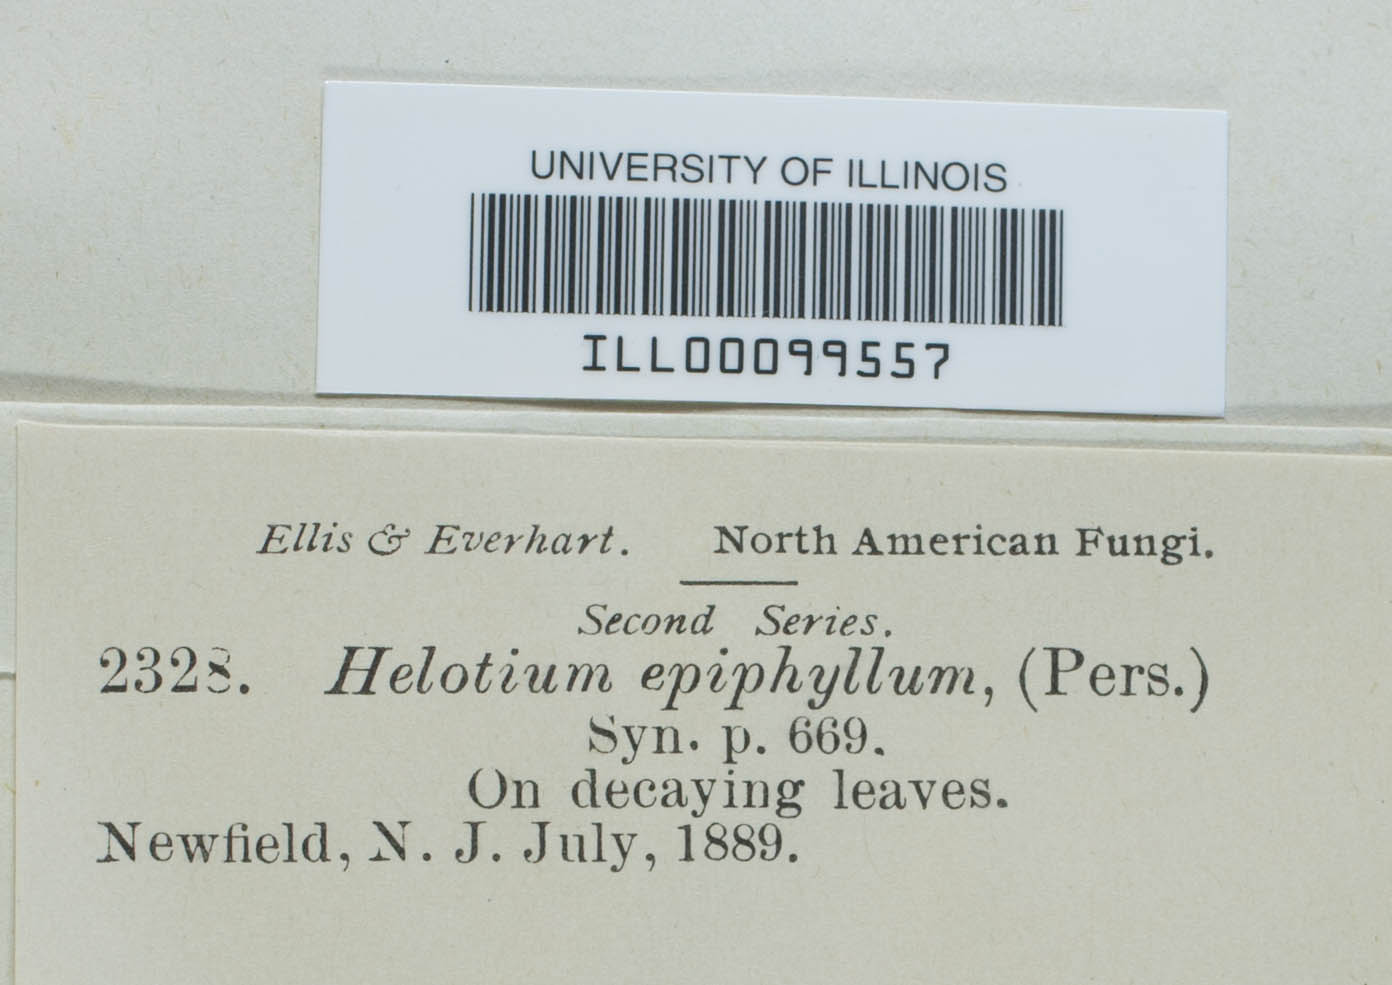 UNIVERSITY OF ILLINOIS
ILL00099557
Ellis & Everhart. North American Fungi.
Second Series.
2328. Helotium epiphyllum, (Pers.)
Syn. p. 669.
On decaying leaves.
Newfield, N. J. July, 1889.